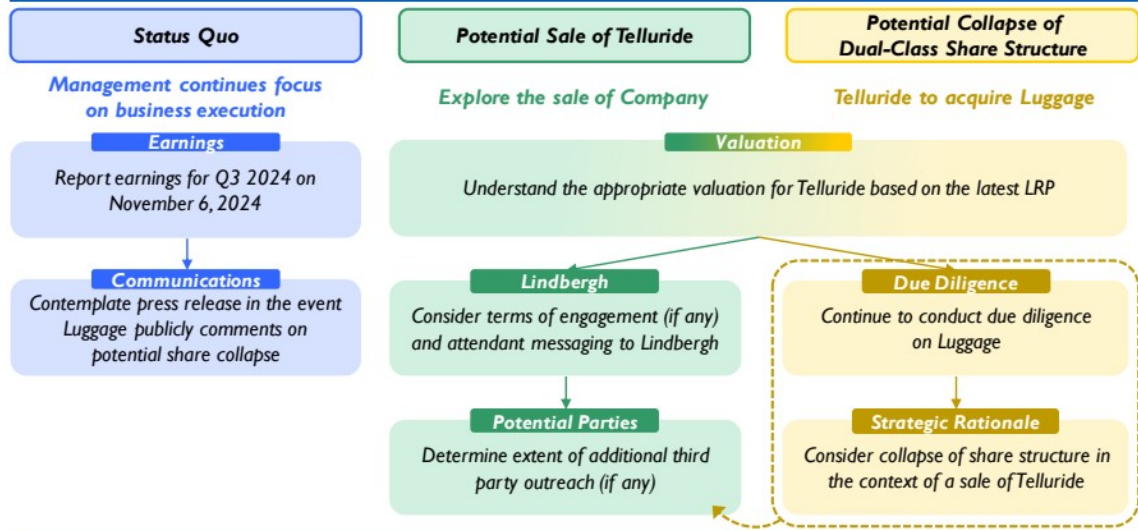 Status Quo
Management continues focus
on business execution
Earnings
Report earnings for Q3 2024 on
November 6, 2024
Communications
Contemplate press release in the event
Luggage publicly comments on
potential share collapse
Potential Sale of Telluride
Explore the sale of Company
Potential Collapse of
Dual-Class Share Structure
Telluride to acquire Luggage
Valuation
Understand the appropriate valuation for Telluride based on the latest LRP
Lindbergh
Consider terms of engagement (if any)
and attendant messaging to Lindbergh
Potential Parties
Determine extent of additional third
party outreach (if any)
Due Diligence
Continue to conduct due diligence
on Luggage
Strategic Rationale
Consider collapse of share structure in
the context of a sale of Telluride